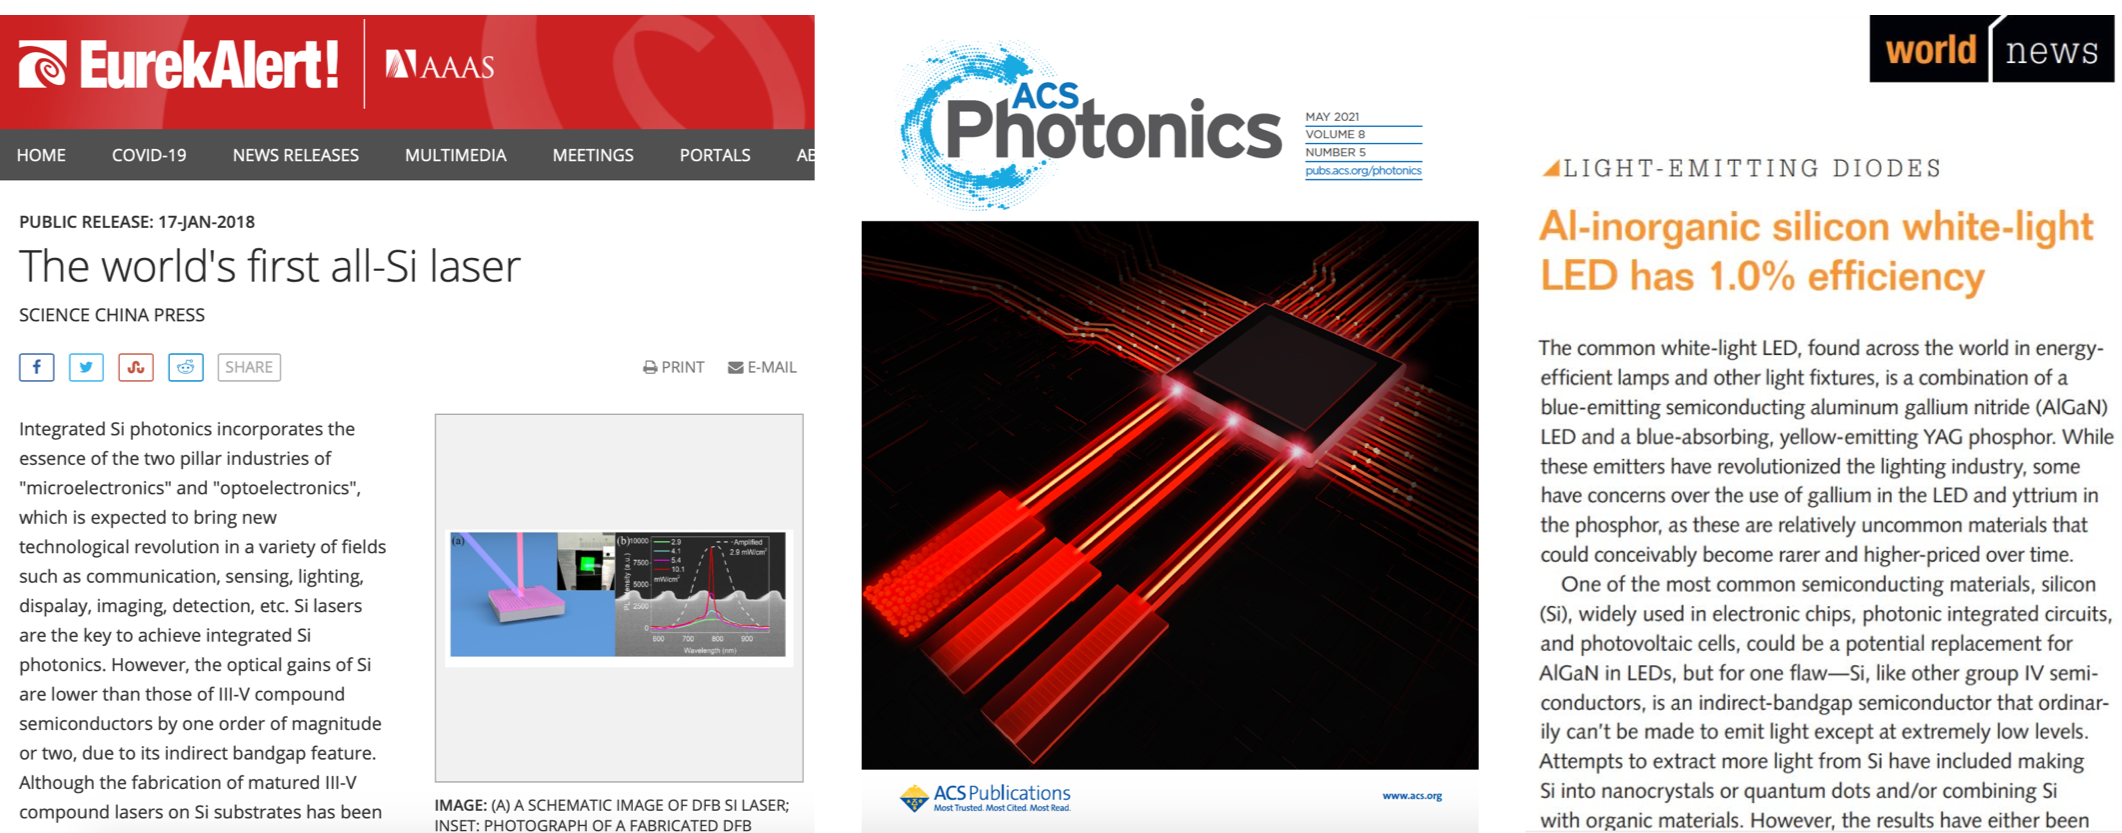 EurekAlert!
AAAS
HOME COVID-19 NEWS RELEASES MULTIMEDIA MEETINGS PORTALS AB
PUBLIC RELEASE: 17-JAN-2018
The world's first all-Si laser
SCIENCE CHINA PRESS
SHARE
PRINT E-MAIL
Integrated Si photonics incorporates the
essence of the two pillar industries of
"microelectronics" and "optoelectronics",
which is expected to bring new
technological revolution in a variety of fields
such as communication, sensing, lighting,
dispalay, imaging, detection, etc. Si lasers
are the key to achieve integrated Si
photonics. However, the optical gains of Si
are lower than those of III-V compound
semiconductors by one order of magnitude
or two, due to its indirect bandgap feature.
Although the fabrication of matured III-V
compound lasers on Si substrates has been
(a)
(b)
10000
7500
5000
2500
0
PL Intensity (a.u.)
2.9
4.1
5.4
10.1
mW/cm²
Amplified
2.9 mW/cm²
600 700 800 900
Wavelength (nm)
IMAGE: (A) A SCHEMATIC IMAGE OF DFB SI LASER;
INSET: PHOTOGRAPH OF A FABRICATED DFB
ACS
Photonics
MAY 2021
VOLUME 8
NUMBER 5
pubs.acs.org/photonics
ACS Publications
Most Trusted. Most Cited. Most Read.
www.acs.org
world news
LIGHT-EMITTING DIODES
Al-inorganic silicon white-light
LED has 1.0% efficiency
The common white-light LED, found across the world in energy-
efficient lamps and other light fixtures, is a combination of a
blue-emitting semiconducting aluminum gallium nitride (AlGaN)
LED and a blue-absorbing, yellow-emitting YAG phosphor. While
these emitters have revolutionized the lighting industry, some
have concerns over the use of gallium in the LED and yttrium in
the phosphor, as these are relatively uncommon materials that
could conceivably become rarer and higher-priced over time.
One of the most common semiconducting materials, silicon
(Si), widely used in electronic chips, photonic integrated circuits,
and photovoltaic cells, could be a potential replacement for
AlGaN in LEDs, but for one flaw—Si, like other group IV semi-
conductors, is an indirect-bandgap semiconductor that ordinar-
ily can't be made to emit light except at extremely low levels.
Attempts to extract more light from Si have included making
Si into nanocrystals or quantum dots and/or combining Si
with organic materials. However, the results have either been